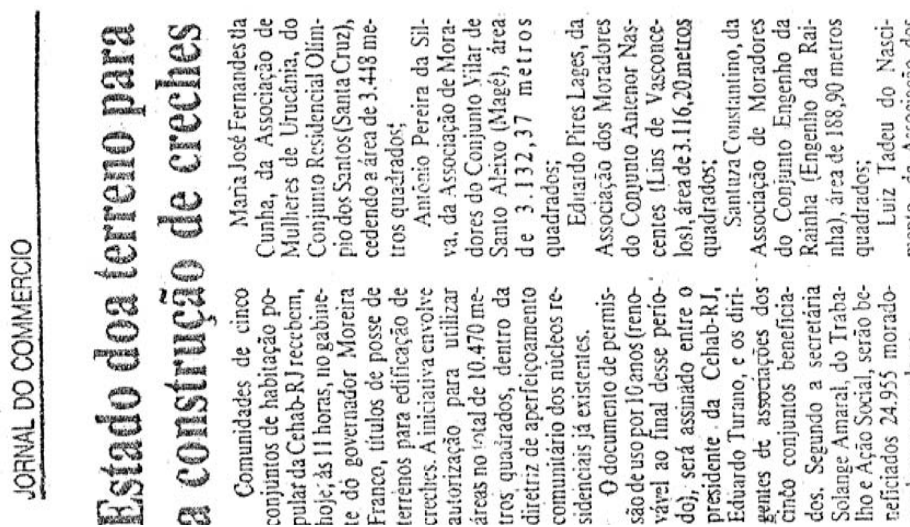 JORNAL DO COMMERCIO
Estado doa terreno para
a construção de creches
Comunidades de cinco
conjuntos de habitação po-
pular da Cehab-RJ recebem,
hoje, às 11 horas, no gabine-
te do governador Moreira
Franco, títulos de posse de
terrenos para edificação de
creches. A iniciativa envolve
autorização para utilizar
áreas no total de 10.470 me-
tros quadrados, dentro da
diretriz de aperfeiçoamento
comunitário dos núcleos re-
sidenciais já existentes.
O documento de permis-
são de uso por 10 anos (reno-
vável ao final desse perío-
do), será assinado entre o
presidente da Cehab-RJ,
Eduardo Turano, e os diri-
gentes de associações dos
cinco conjuntos beneficia-
dos. Segundo a secretária
Solange Amaral, do Traba-
lho e Ação Social, serão be-
neficiados 24.955 morado-
Maria José Fernandes da
Cunha, da Associação de
Mulheres de Urucânia, do
Conjunto Residencial Olim-
pio dos Santos (Santa Cruz),
cedendo a área de 3.448 me-
tros quadrados;
Antônio Pereira da Sil-
va, da Associação de Mora-
dores do Conjunto Vilar de
Santo Aleixo (Magé), área
de 3.132,37 metros
quadrados;
Eduardo Pires Lages, da
Associação dos Moradores
do Conjunto Antenor Nas-
centes (Lins de Vasconce-
los), área de 3.116,20 metros
quadrados;
Santuza Constantino, da
Associação de Moradores
do Conjunto Engenho da
Rainha (Engenho da Rai-
nha), área de 188,90 metros
quadrados;
Luiz Tadeu do Nasci-
mento, da Associação dos